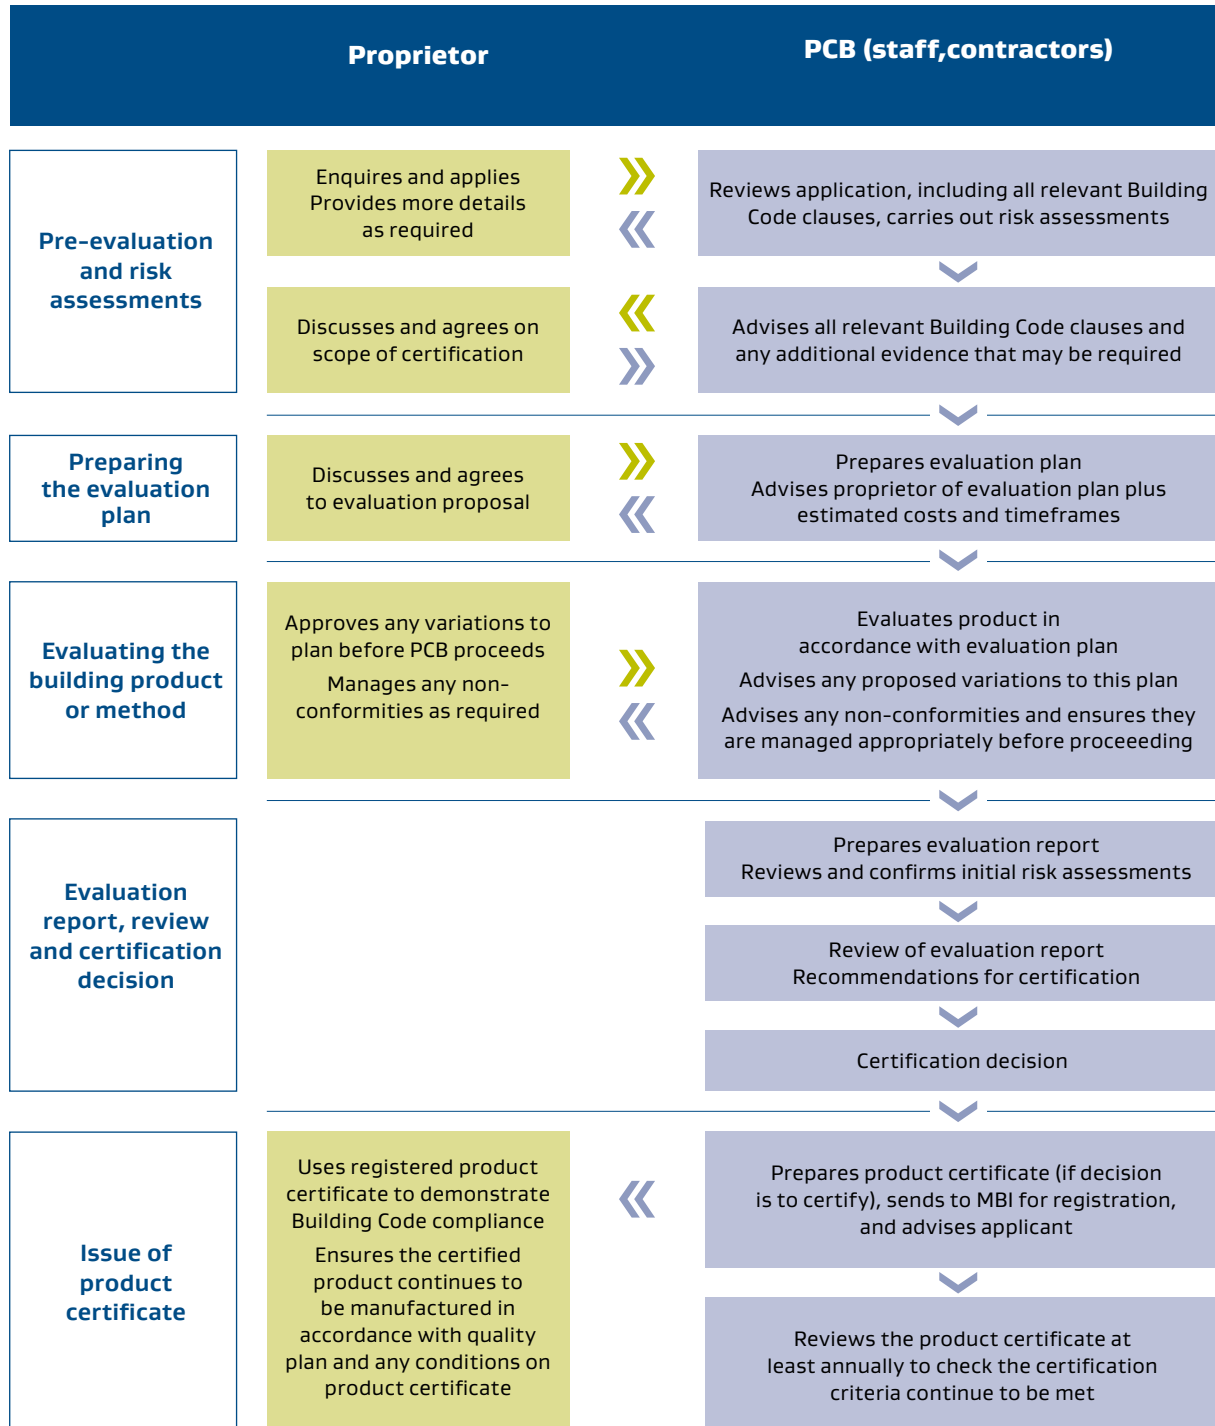 Proprietor
PCB (staff,contractors)
Pre-evaluation
and risk
assessments
Enquires and applies
Provides more details
as required
Reviews application, including all relevant Building
Code clauses, carries out risk assessments
Discusses and agrees on
scope of certification
Advises all relevant Building Code clauses and
any additional evidence that may be required
Preparing
the evaluation
plan
Discusses and agrees
to evaluation proposal
Prepares evaluation plan
Advises proprietor of evaluation plan plus
estimated costs and timeframes
Evaluating the
building product
or method
Approves any variations to
plan before PCB proceeds
Manages any non-
conformities as required
Evaluates product in
accordance with evaluation plan
Advises any proposed variations to this plan
Advises any non-conformities and ensures they
are managed appropriately before proceeeding
Evaluation
report, review
and certification
decision
Prepares evaluation report
Reviews and confirms initial risk assessments
Review of evaluation report
Recommendations for certification
Certification decision
Issue of
product
certificate
Uses registered product
certificate to demonstrate
Building Code compliance
Ensures the certified
product continues to
be manufactured in
accordance with quality
plan and any conditions on
product certificate
Prepares product certificate (if decision
is to certify), sends to MBI for registration,
and advises applicant
Reviews the product certificate at
least annually to check the certification
criteria continue to be met